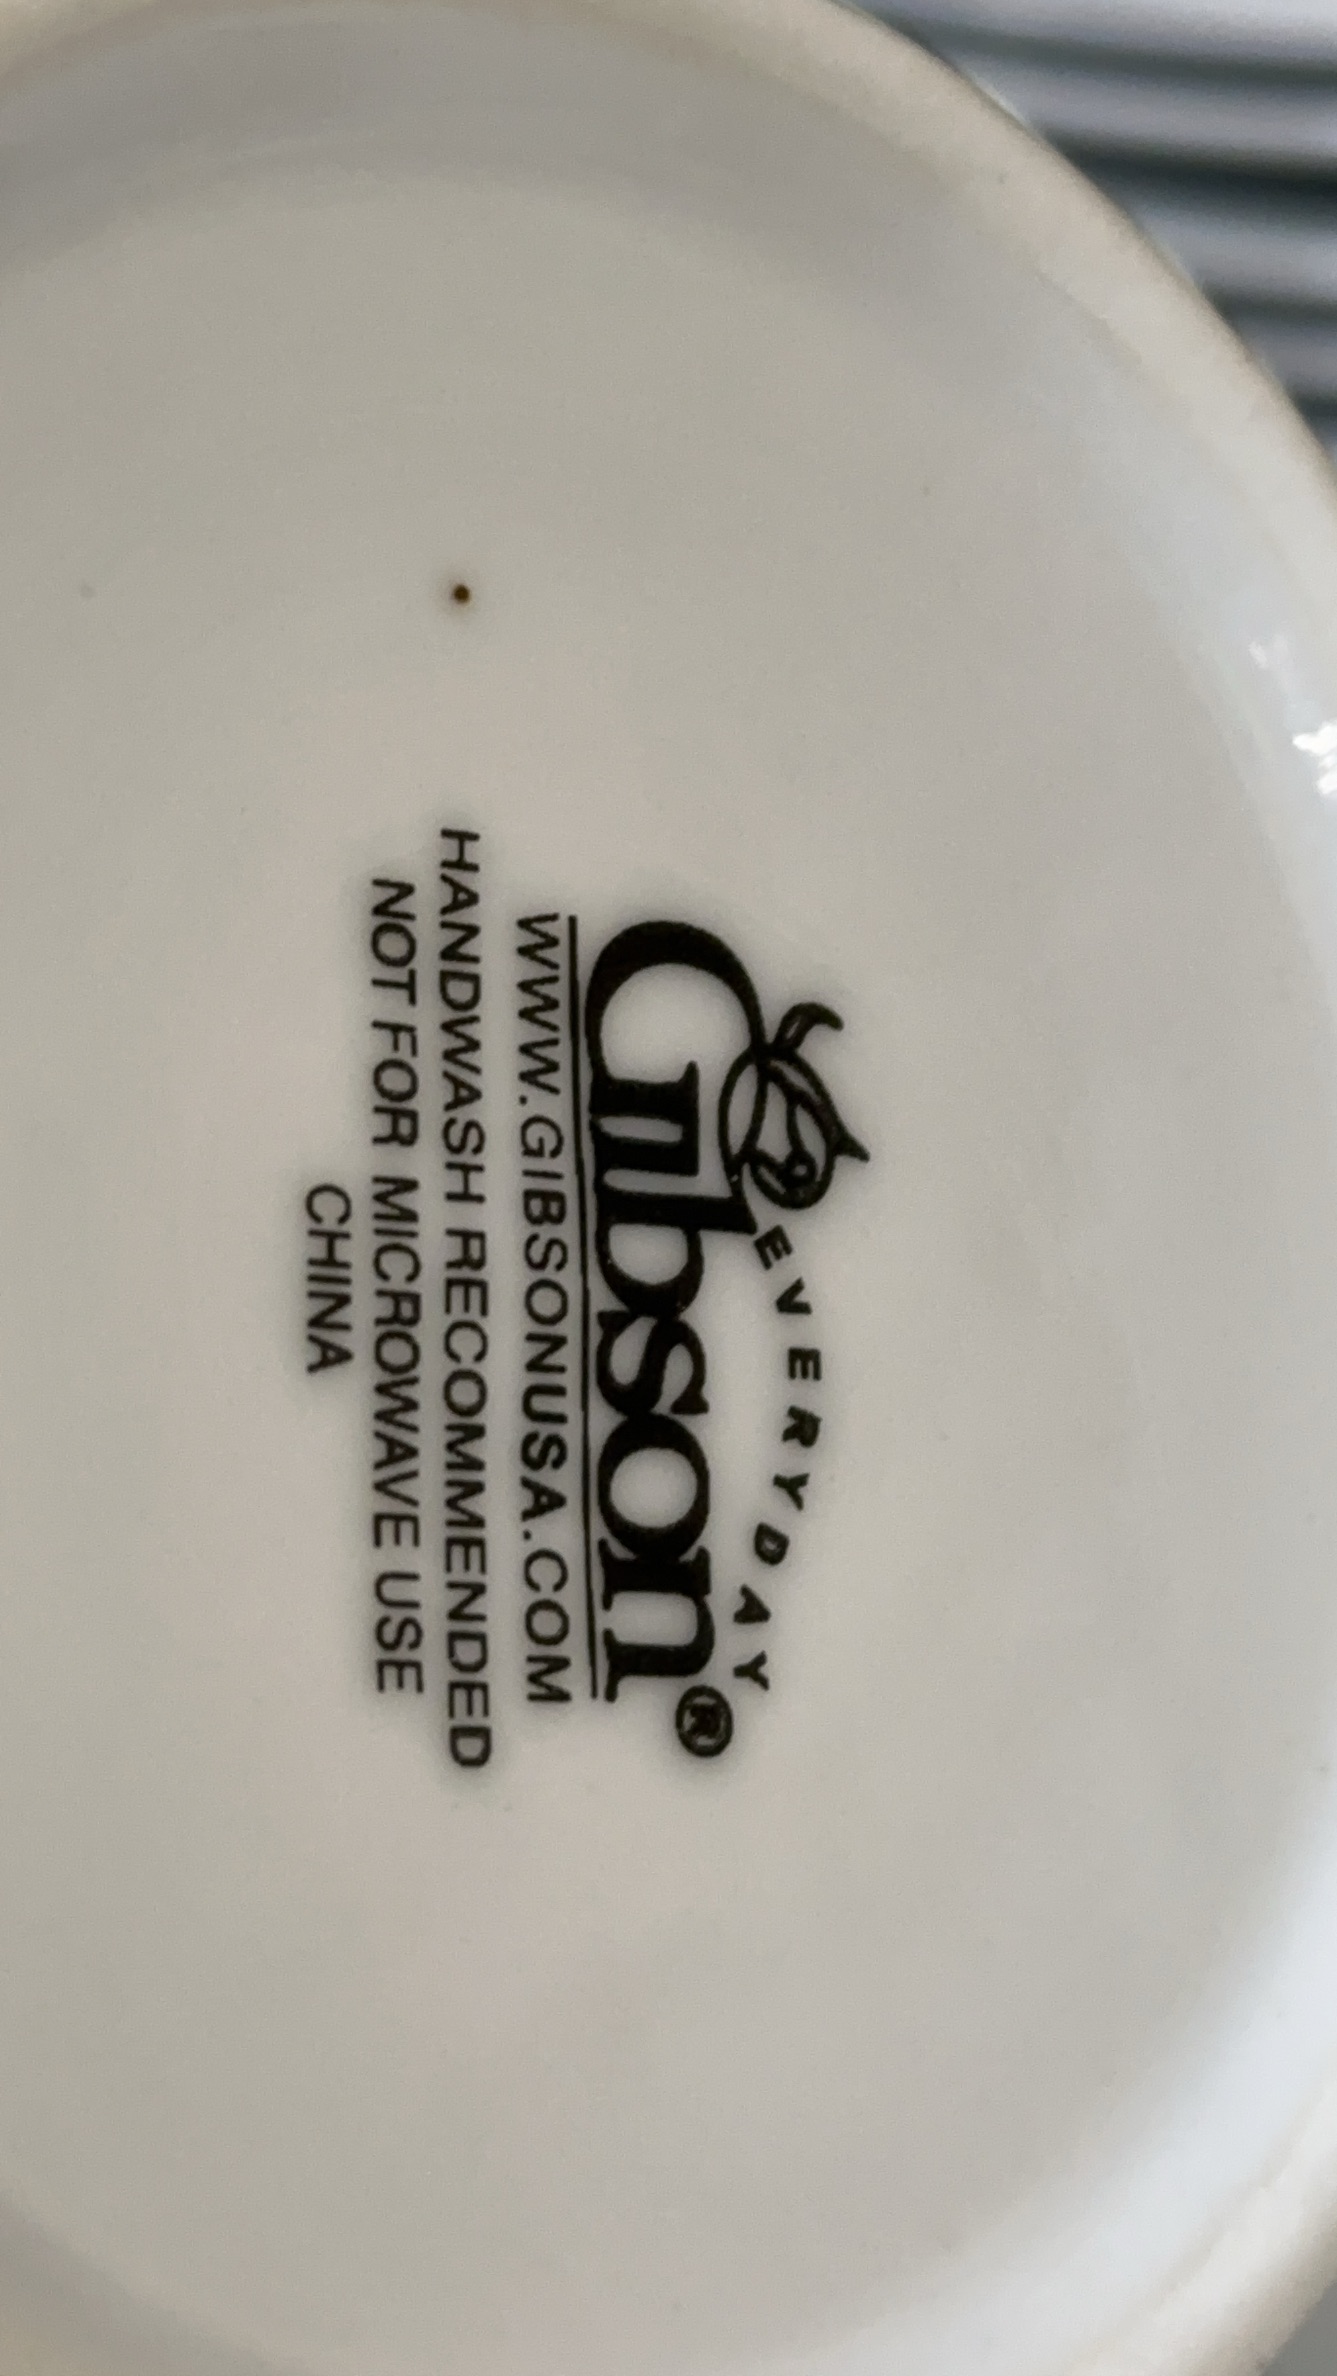 EVERYDAY
Gibson®
WWW.GIBSONUSA.COM
HANDWASH RECOMMENDED
NOT FOR MICROWAVE USE
CHINA